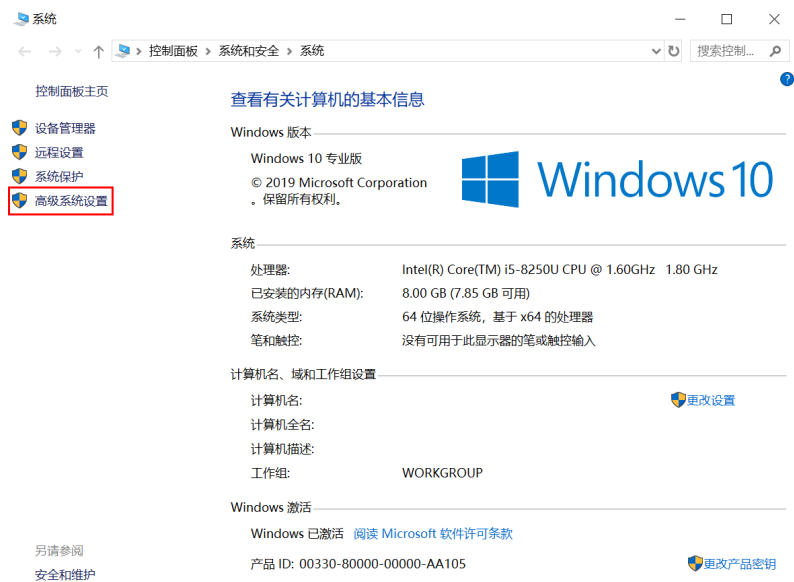 系统
控制面板 > 系统和安全 > 系统
搜索控制...
控制面板主页
设备管理器
远程设置
系统保护
高级系统设置
查看有关计算机的基本信息
Windows 版本
Windows 10 专业版
© 2019 Microsoft Corporation
。保留所有权利。
Windows 10
系统
处理器: Intel(R) Core(TM) i5-8250U CPU @ 1.60GHz 1.80 GHz
已安装的内存(RAM): 8.00 GB (7.85 GB 可用)
系统类型: 64 位操作系统，基于 x64 的处理器
笔和触控: 没有可用于此显示器的笔或触控输入
计算机名、域和工作组设置
计算机名: 更改设置
计算机全名:
计算机描述:
工作组: WORKGROUP
Windows 激活
Windows 已激活 阅读 Microsoft 软件许可条款
产品 ID: 00330-80000-00000-AA105 更改产品密钥
另请参阅
安全和维护